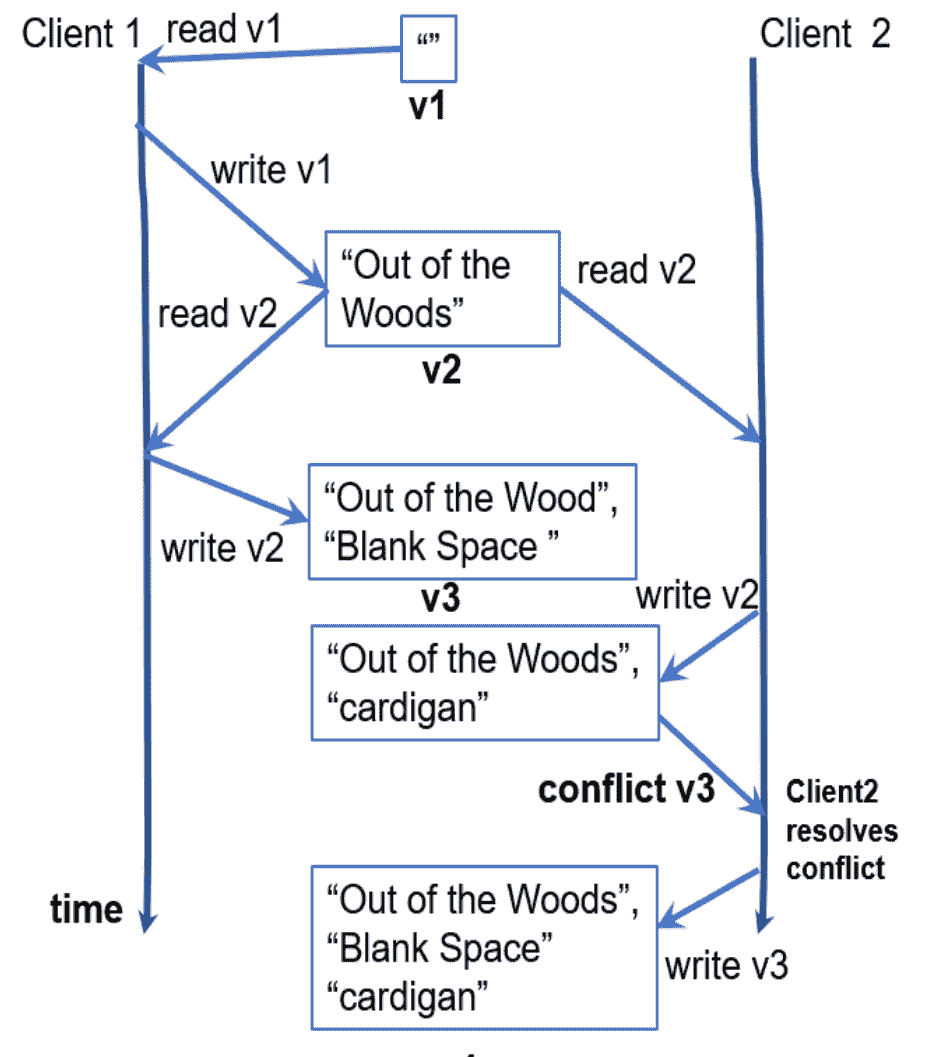 Client 1
read v1
“”
Client 2
v1
write v1
“Out of the
Woods”
read v2
read v2
v2
“Out of the Wood”,
“Blank Space ”
write v2
v3
write v2
“Out of the Woods”,
“cardigan”
conflict v3
Client2
resolves
conflict
time
“Out of the Woods”,
“Blank Space”
“cardigan”
write v3